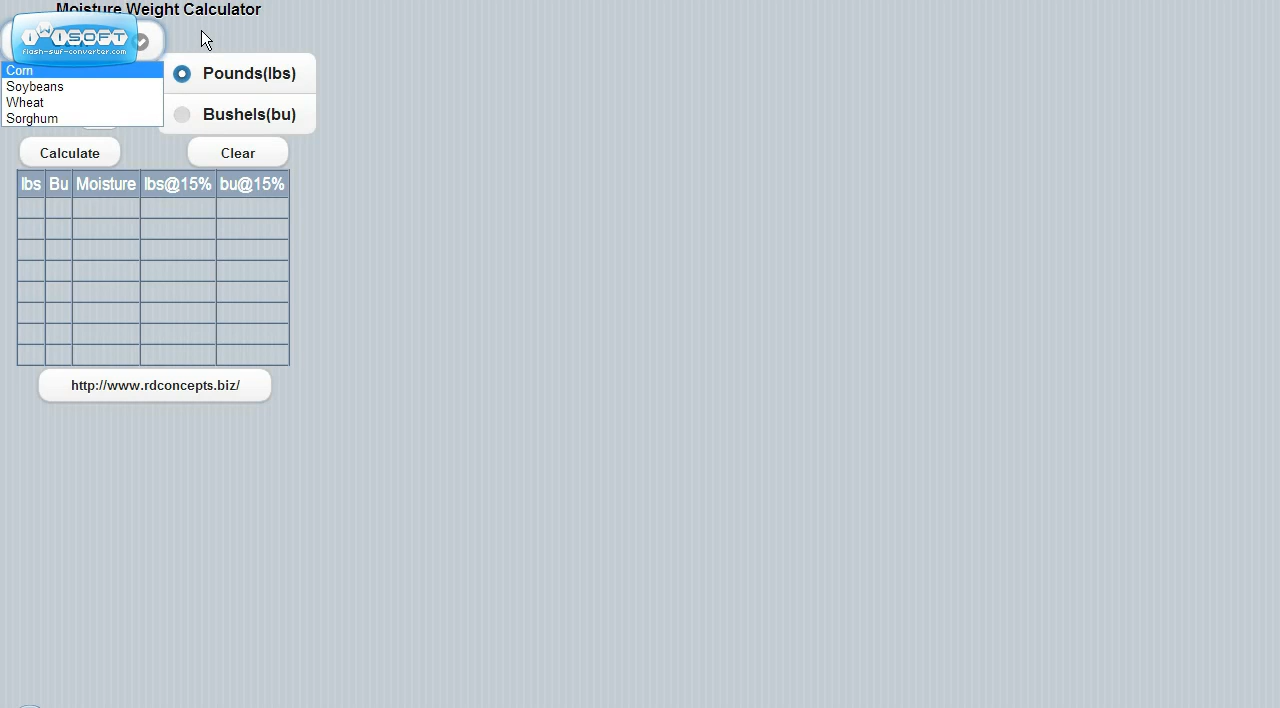 Moisture Weight Calculator
iWiSOFT
flash-swf-converter.com
Corn
Soybeans
Wheat
Sorghum
Pounds(lbs)
Bushels(bu)
Calculate
Clear
lbs Bu Moisture lbs@15% bu@15%
http://www.rdconcepts.biz/